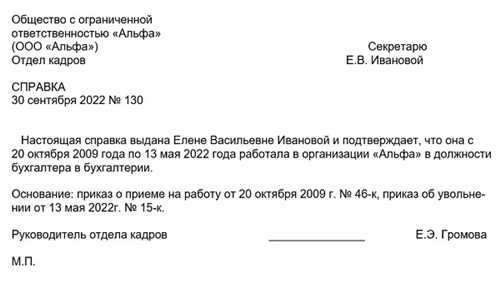 Общество с ограниченной
ответственностью «Альфа»
(ООО «Альфа») Секретарю
Отдел кадров Е.В. Ивановой
СПРАВКА
30 сентября 2022 № 130
Настоящая справка выдана Елене Васильевне Ивановой и подтверждает, что она с
20 октября 2009 года по 13 мая 2022 года работала в организации «Альфа» в должности
бухгалтера в бухгалтерии.
Основание: приказ о приеме на работу от 20 октября 2009 г. № 46-к, приказ об увольне-
нии от 13 мая 2022г. № 15-к.
Руководитель отдела кадров Е.Э. Громова
М.П.